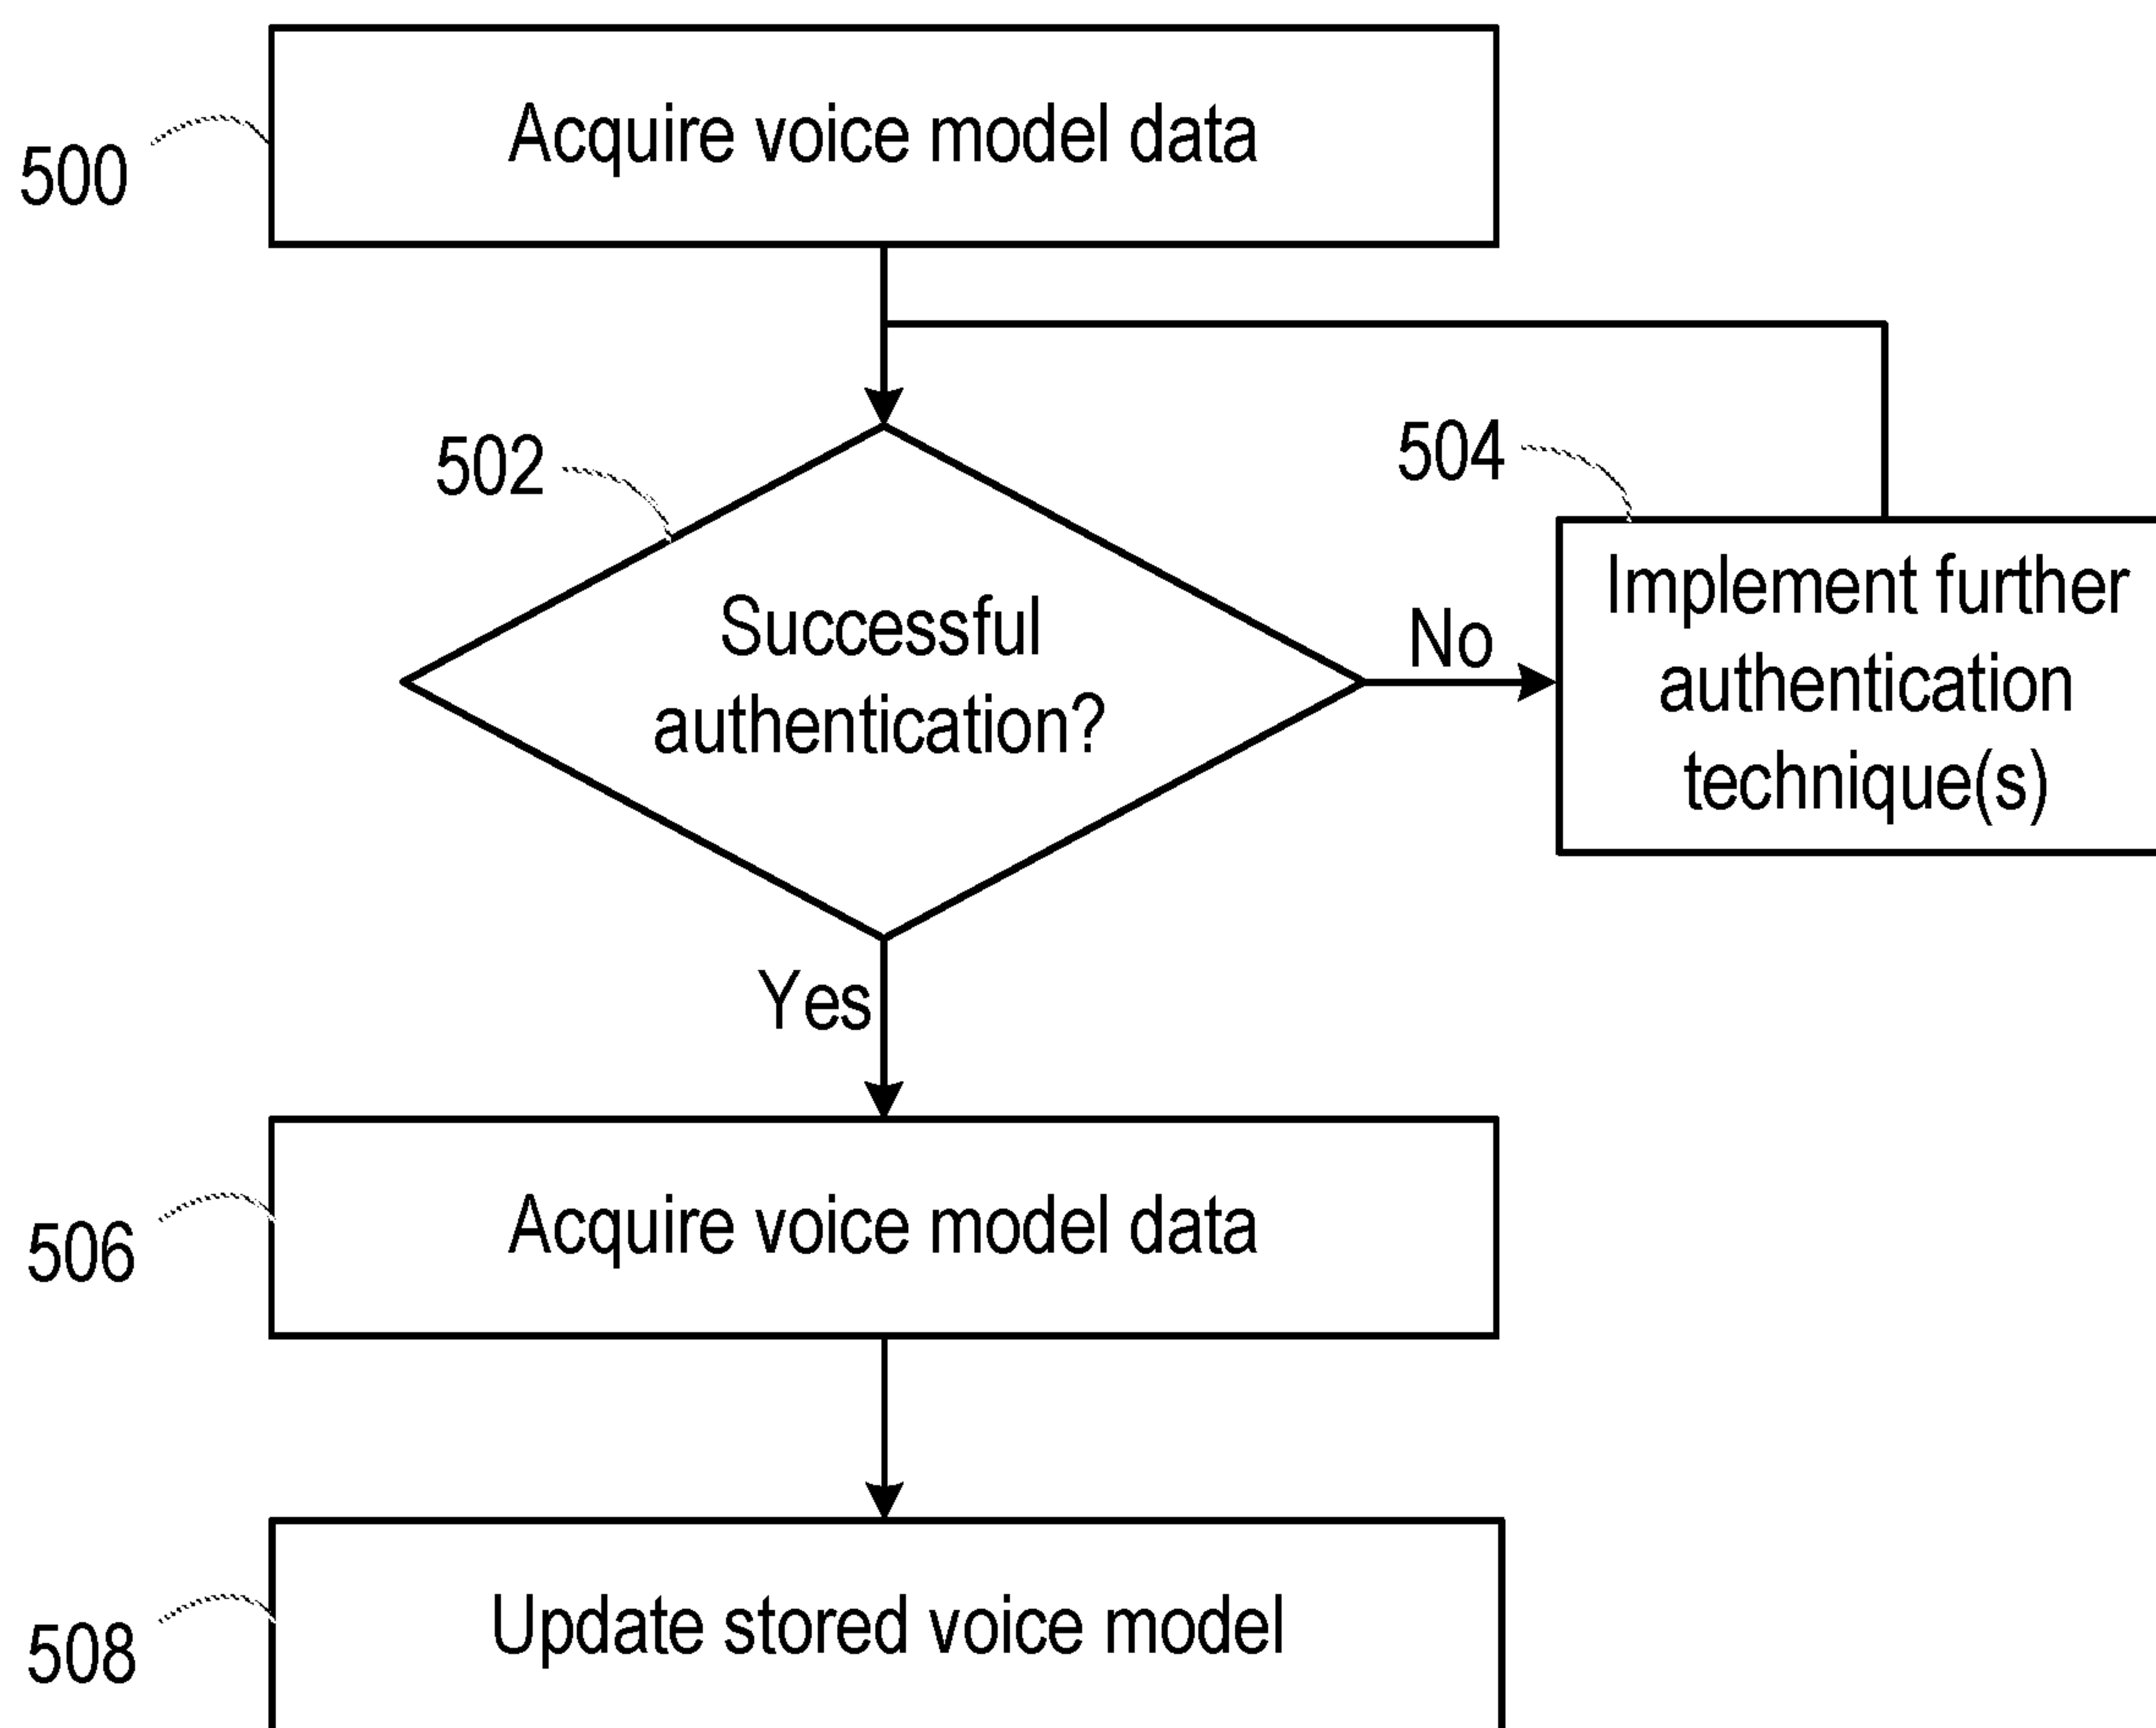 Acquire voice model data
500
502
504
Successful
authentication?
No
Implement further
authentication
technique(s)
Yes
Acquire voice model data
506
Update stored voice model
508